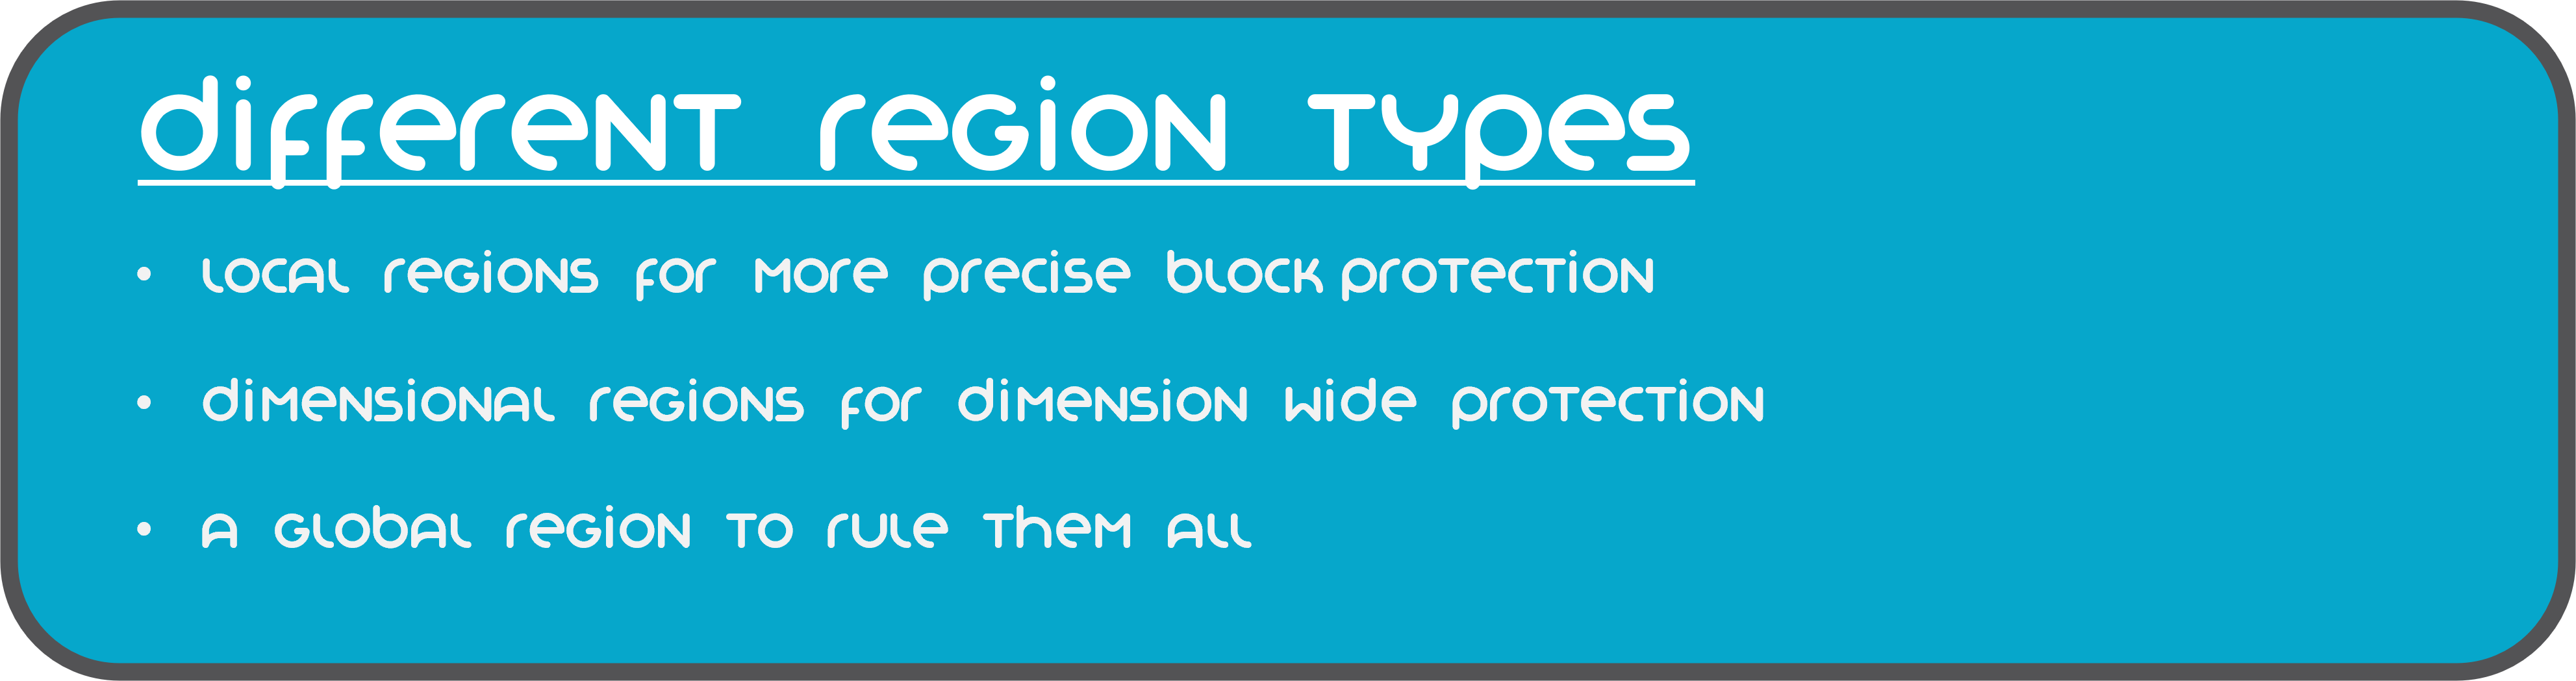 different region types
• local regions for more precise block protection
• dimensional regions for dimension wide protection
• a global region to rule them all